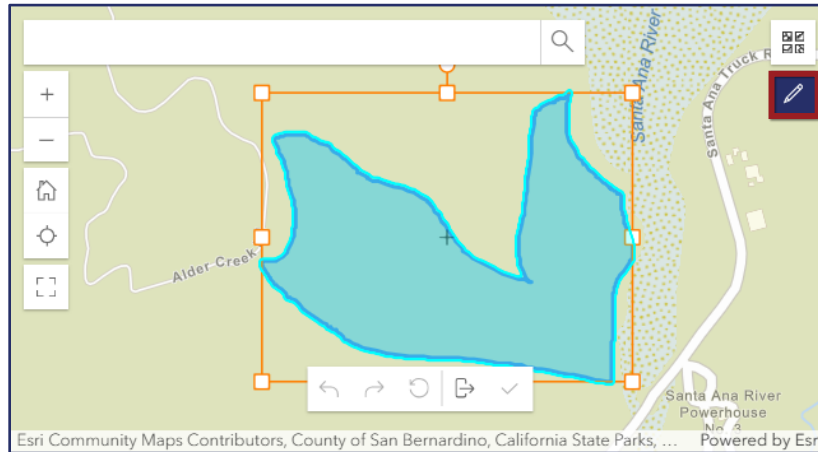 Santa Ana River
Santa Ana Truck R
Alder Creek
Santa Ana River
Powerhouse
No. 3
Esri Community Maps Contributors, County of San Bernardino, California State Parks, ...
Powered by Esr